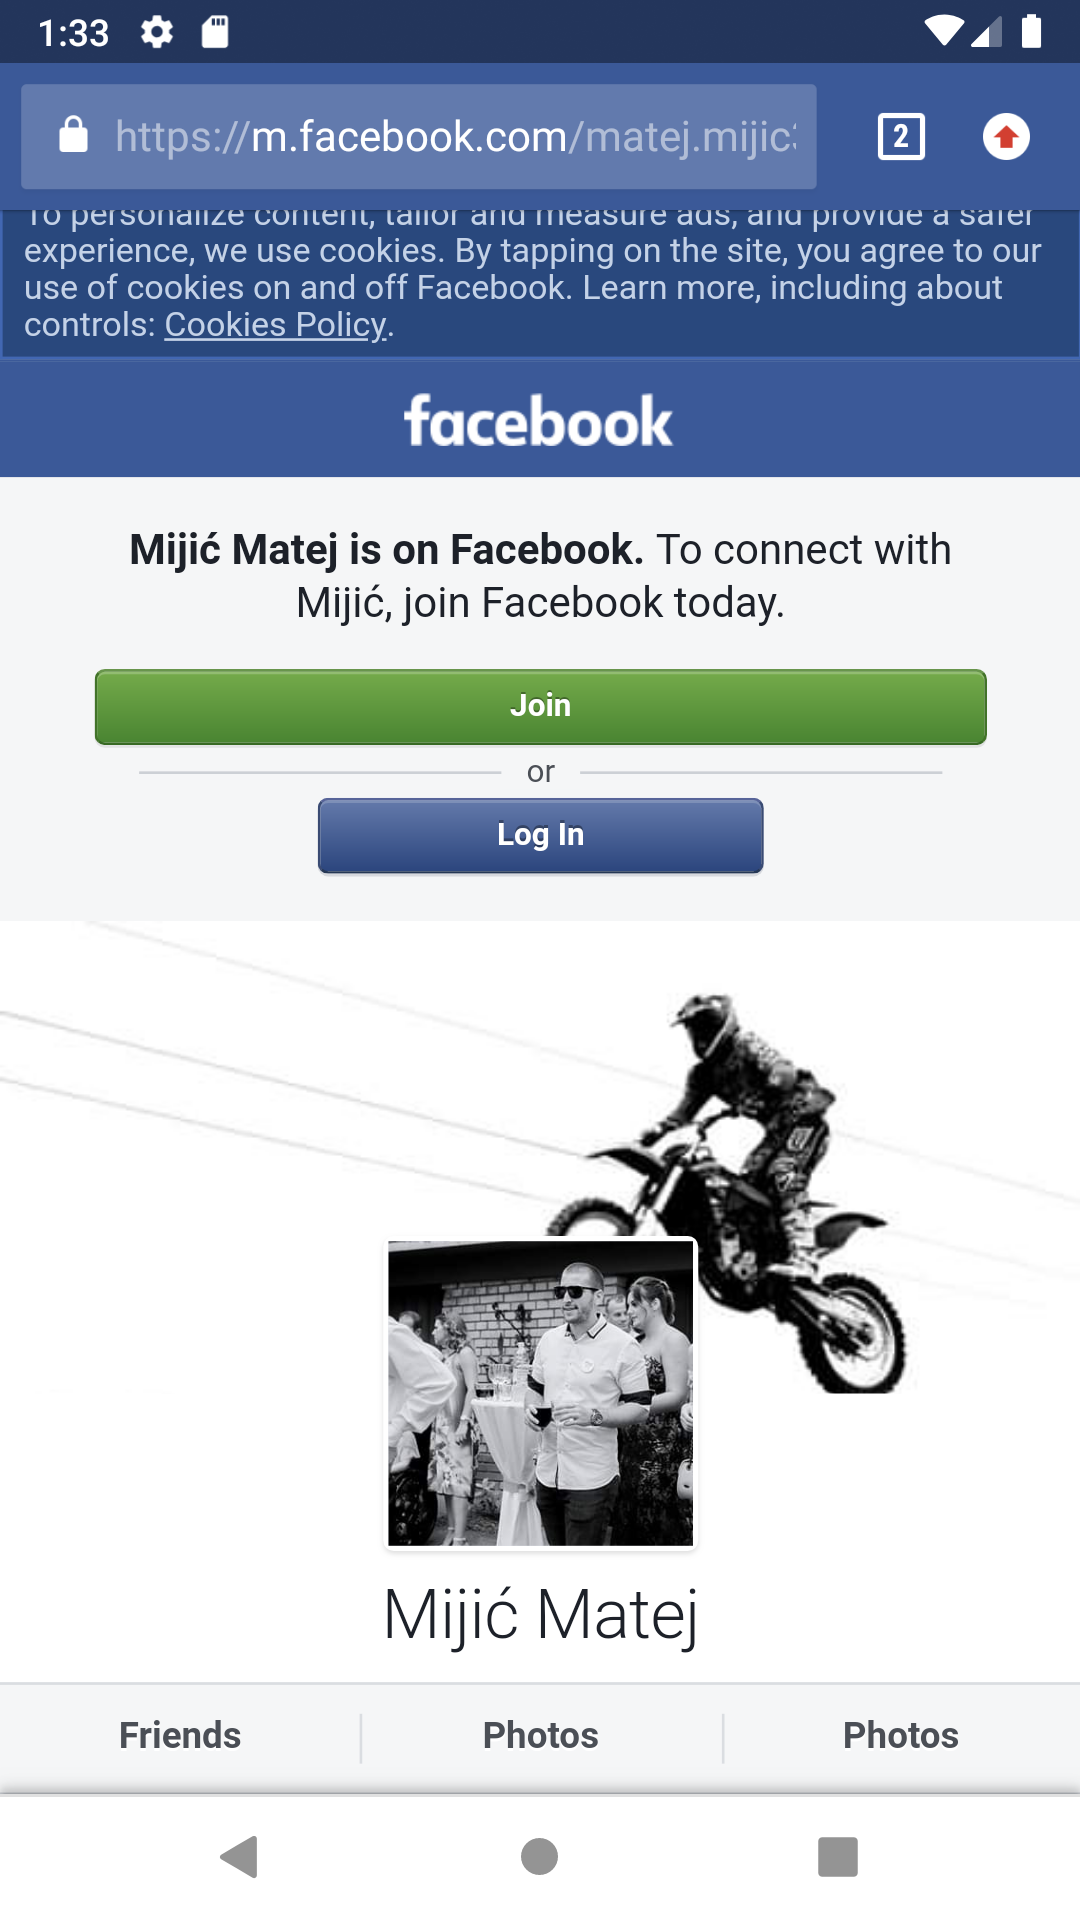 1:33
https://m.facebook.com/matej.mijic
2
To personalize content, tailor and measure ads, and provide a safer
experience, we use cookies. By tapping on the site, you agree to our
use of cookies on and off Facebook. Learn more, including about
controls: Cookies Policy.
facebook
Mijić Matej is on Facebook. To connect with
Mijić, join Facebook today.
Join
or
Log In
Mijić Matej
Friends
Photos
Photos